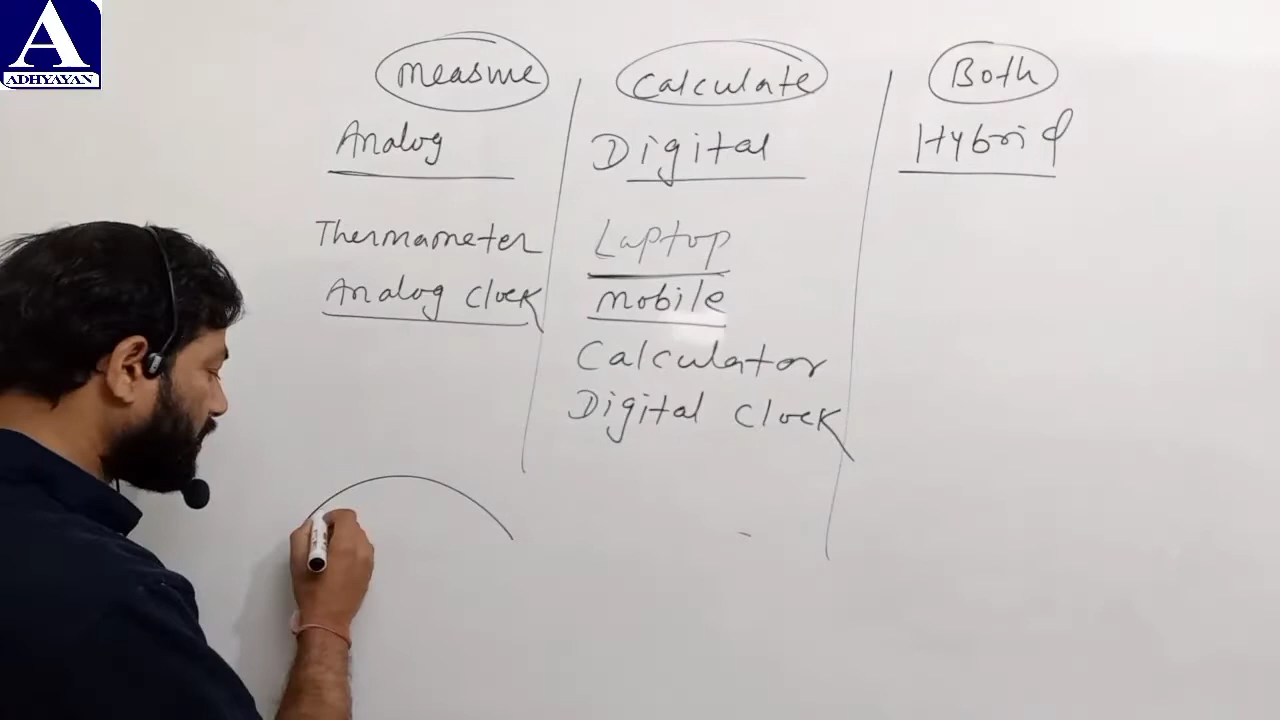 A
ADHYAYAN
Measure
Calculate
Both
Analog
Digital
Hybrid
Thermometer
Laptop
Analog Clock
Mobile
Calculator
Digital Clock